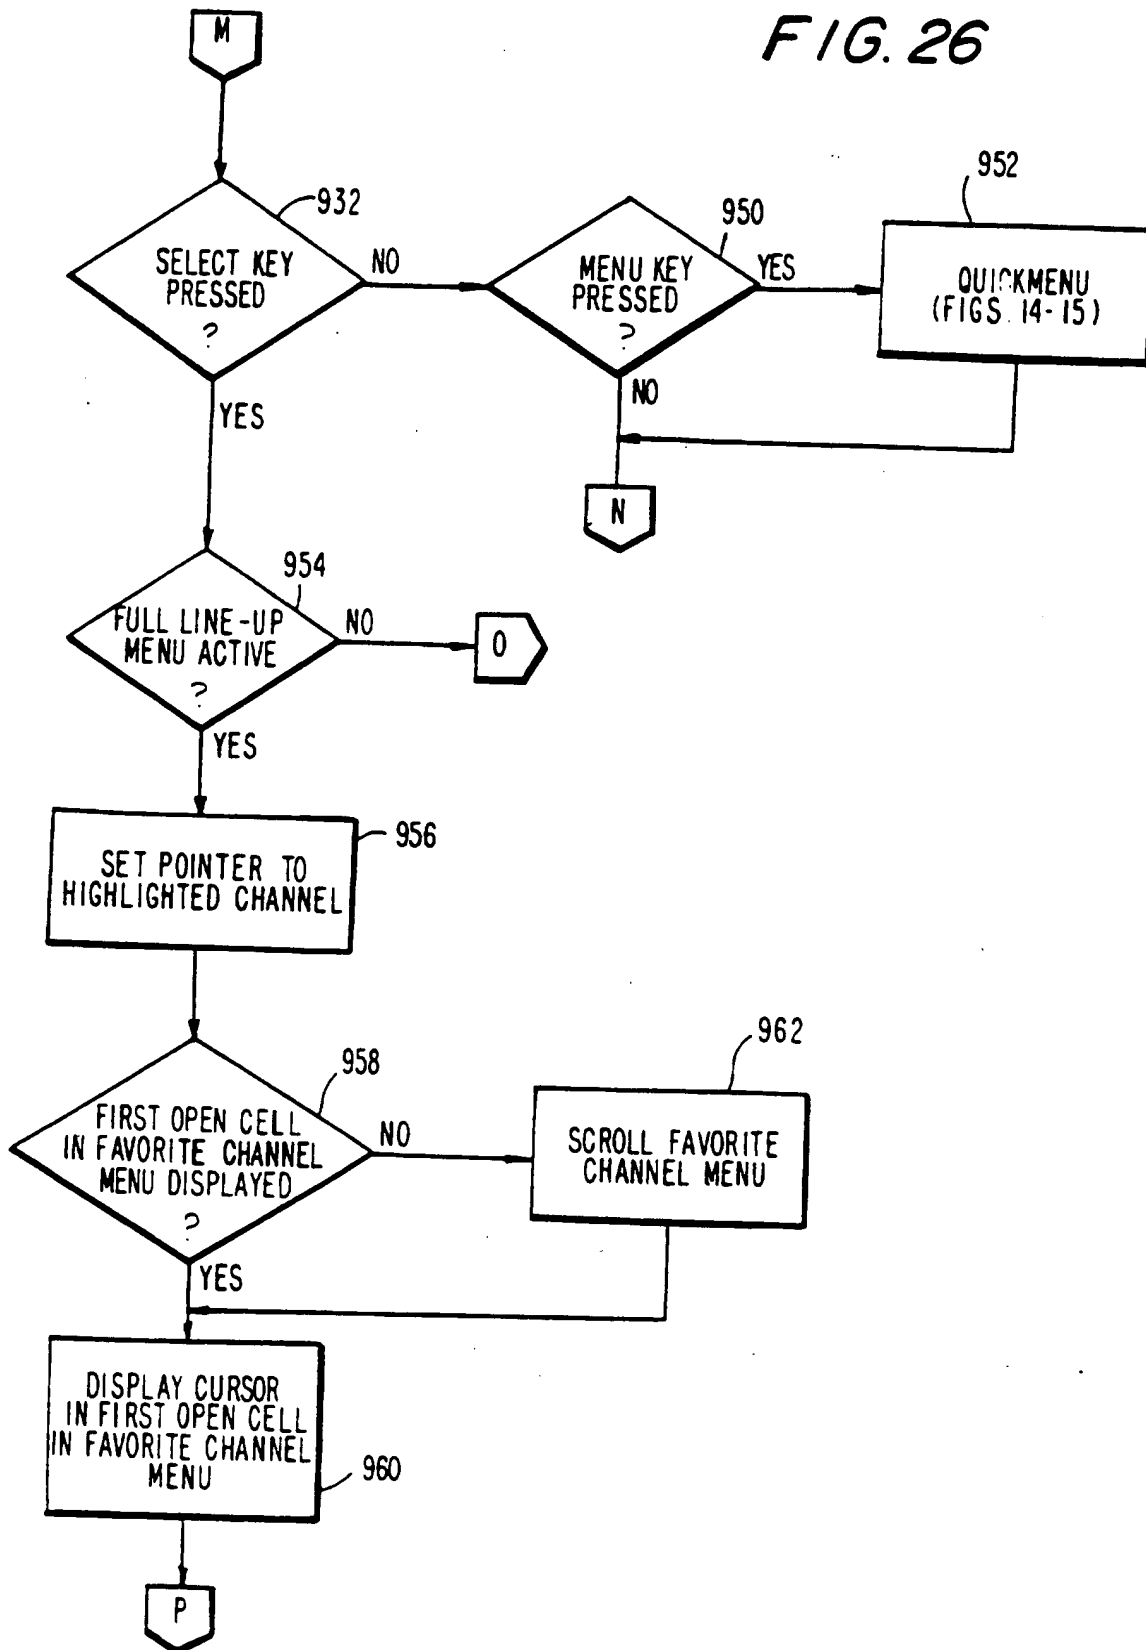 FIG. 26
M
932
SELECT KEY
PRESSED
?
NO
YES
950
MENU KEY
PRESSED
?
YES
NO
952
QUICKMENU
(FIGS. 14-15)
N
954
FULL LINE-UP
MENU ACTIVE
?
NO
YES
O
956
SET POINTER TO
HIGHLIGHTED CHANNEL
958
FIRST OPEN CELL
IN FAVORITE CHANNEL
MENU DISPLAYED
?
NO
YES
962
SCROLL FAVORITE
CHANNEL MENU
DISPLAY CURSOR
IN FIRST OPEN CELL
IN FAVORITE CHANNEL
MENU
960
P